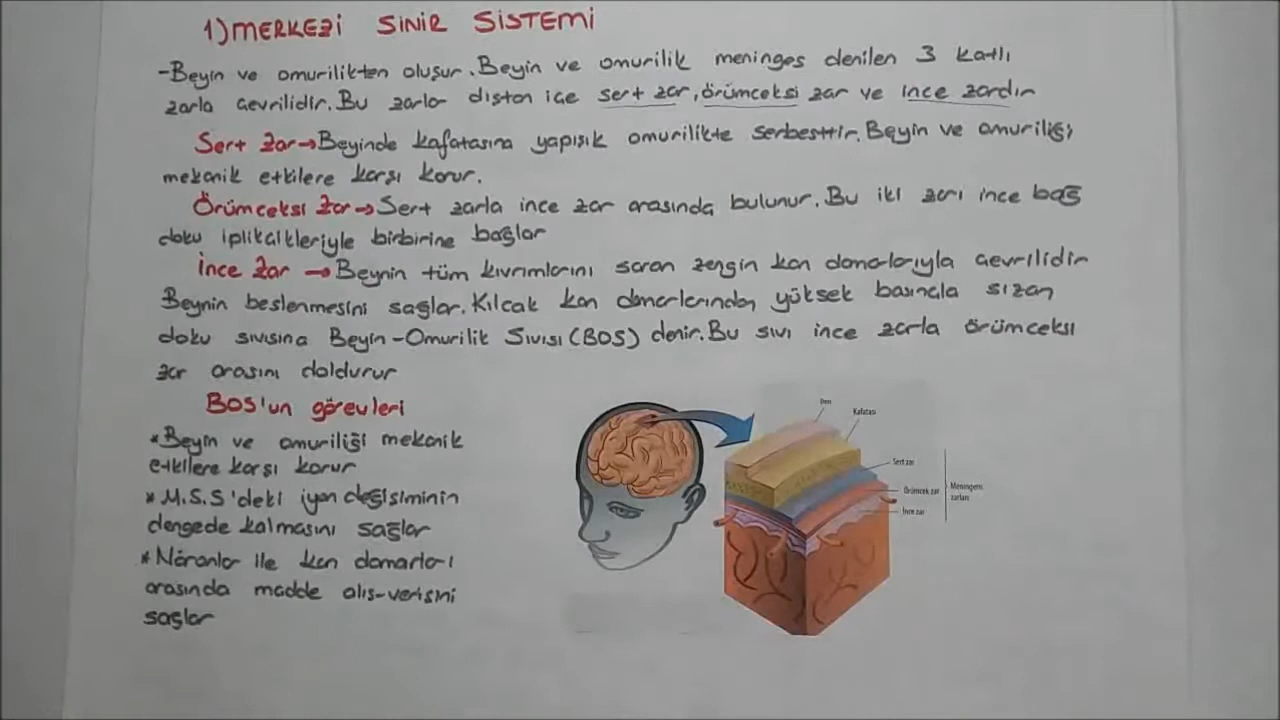 1) MERKEZİ SİNİR SİSTEMİ
-Beyin ve omurilikten oluşur. Beyin ve omurilik meninges denilen 3 katlı
zarla çevrilidir. Bu zarlar dıştan içe sert zar, örümceksi zar ve ince zardır
Sert zar→Beyinde kafatasına yapışık omurilikte serbesttir. Beyin ve omuriliği
mekanik etkilere karşı korur.
Örümceksi zar→Sert zarla ince zar arasında bulunur. Bu iki zarı ince bağ
doku iplikçikleriyle birbirine bağlar
İnce zar →Beynin tüm kıvrımlarını saran zengin kan damarlarıyla çevrilidir
Beynin beslenmesini sağlar. Kılcak kan damarlarından yüksek basınçla sızan
doku sıvısına Beyin-Omurilik Sıvısı (BOS) denir. Bu sıvı ince zarla örümceksi
zar arasını doldurur
BOS'un görevleri
*Beyin ve omuriliği mekanik
etkilere karşı korur
*M.S.S'deki iyon değişiminin
dengede kalmasını sağlar
*Nöronlar ile kan damarları
arasında madde alış-verişini
sağlar
Deri
Kafatası
Sert zar
Örümcek zar
İnce zar
Meninges
zarları